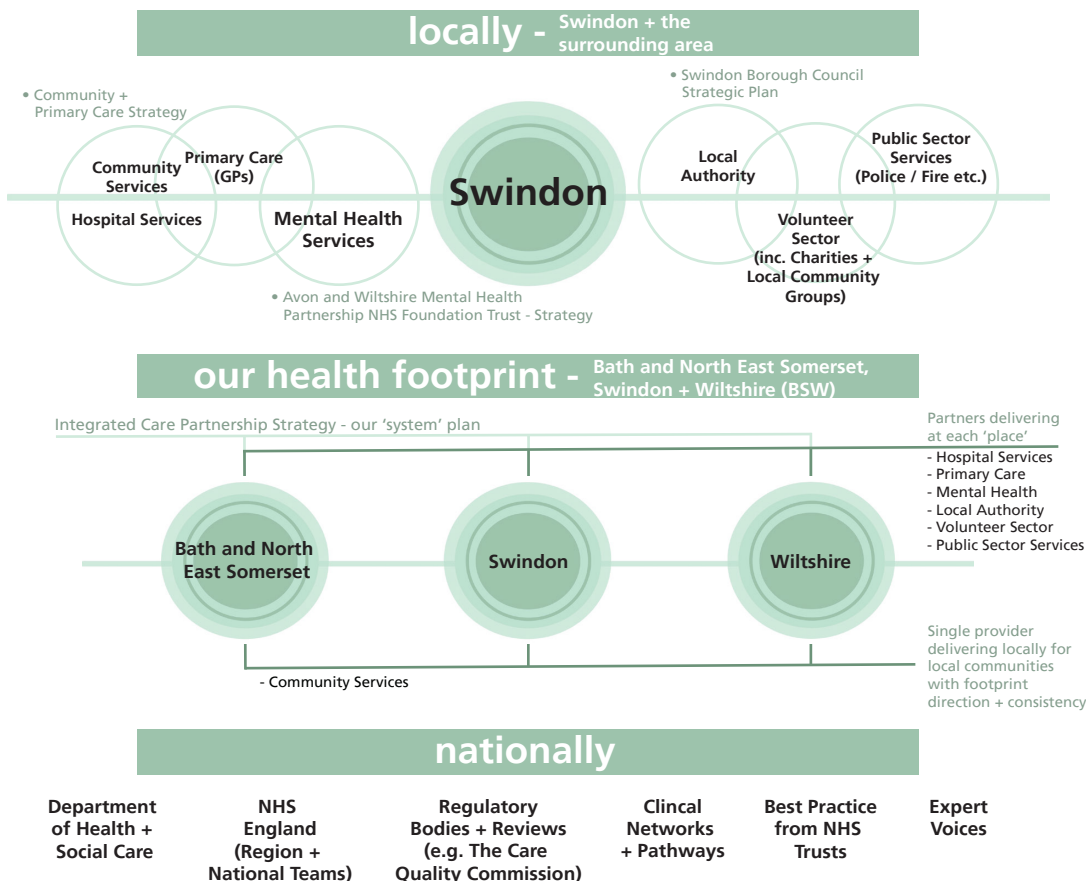 locally - Swindon + the
surrounding area
• Community +
Primary Care Strategy
• Swindon Borough Council
Strategic Plan
Community
Services
Primary Care
(GPs)
Hospital Services
Mental Health
Services
Swindon
Local
Authority
Public Sector
Services
(Police / Fire etc.)
Volunteer
Sector
(inc. Charities +
Local Community
Groups)
• Avon and Wiltshire Mental Health
Partnership NHS Foundation Trust - Strategy
our health footprint - Bath and North East Somerset,
Swindon + Wiltshire (BSW)
Integrated Care Partnership Strategy - our ‘system’ plan
Partners delivering
at each ‘place’
- Hospital Services
- Primary Care
- Mental Health
- Local Authority
- Volunteer Sector
- Public Sector Services
Bath and North
East Somerset
Swindon
Wiltshire
- Community Services
Single provider
delivering locally for
local communities
with footprint
direction + consistency
nationally
Department
of Health +
Social Care
NHS
England
(Region +
National Teams)
Regulatory
Bodies + Reviews
(e.g. The Care
Quality Commission)
Clincal
Networks
+ Pathways
Best Practice
from NHS
Trusts
Expert
Voices